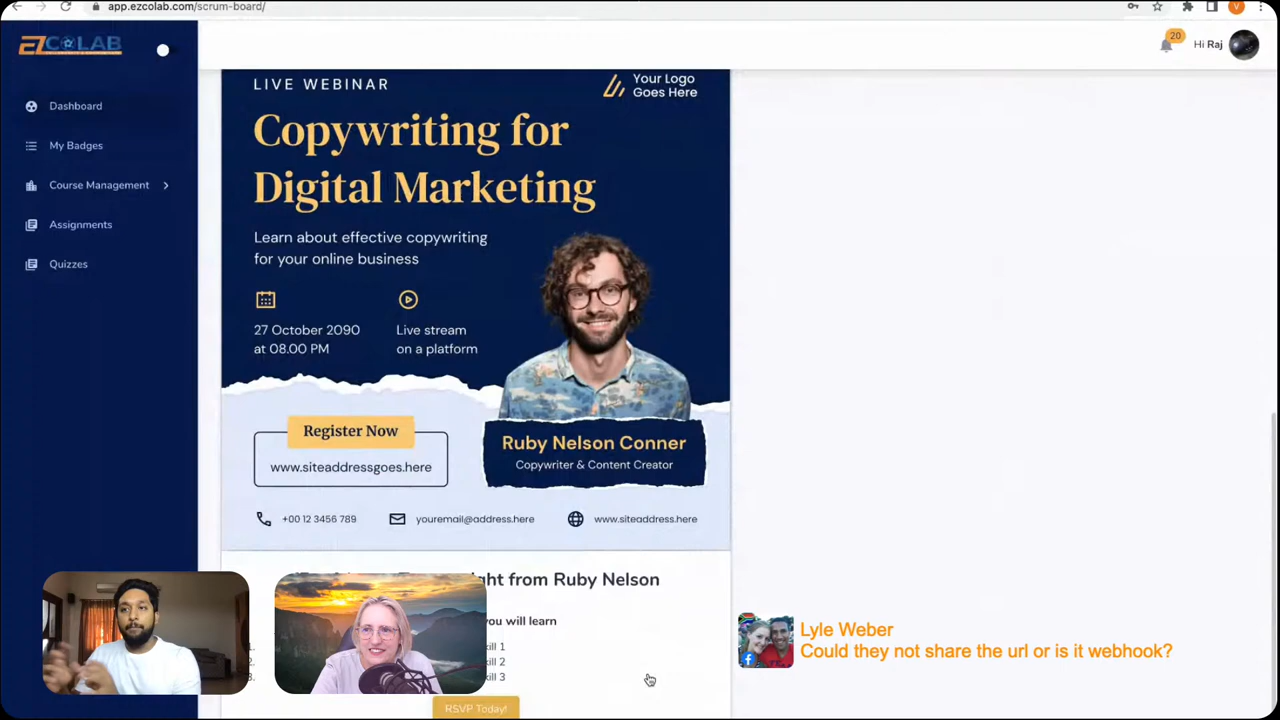 app.ezcolab.com/scrum-board/
EZCOLAB
20
Hi Raj
Dashboard
My Badges
Course Management
Assignments
Quizzes
LIVE WEBINAR
Your Logo
Goes Here
Copywriting for
Digital Marketing
Learn about effective copywriting
for your online business
27 October 2090
at 08.00 PM
Live stream
on a platform
Register Now
www.siteaddressgoes.here
Ruby Nelson Conner
Copywriter & Content Creator
+00 12 3456 789
youremail@address.here
www.siteaddress.here
from Ruby Nelson
you will learn
1.
2.
3.
RSVP Today!
Lyle Weber
Could they not share the url or is it webhook?